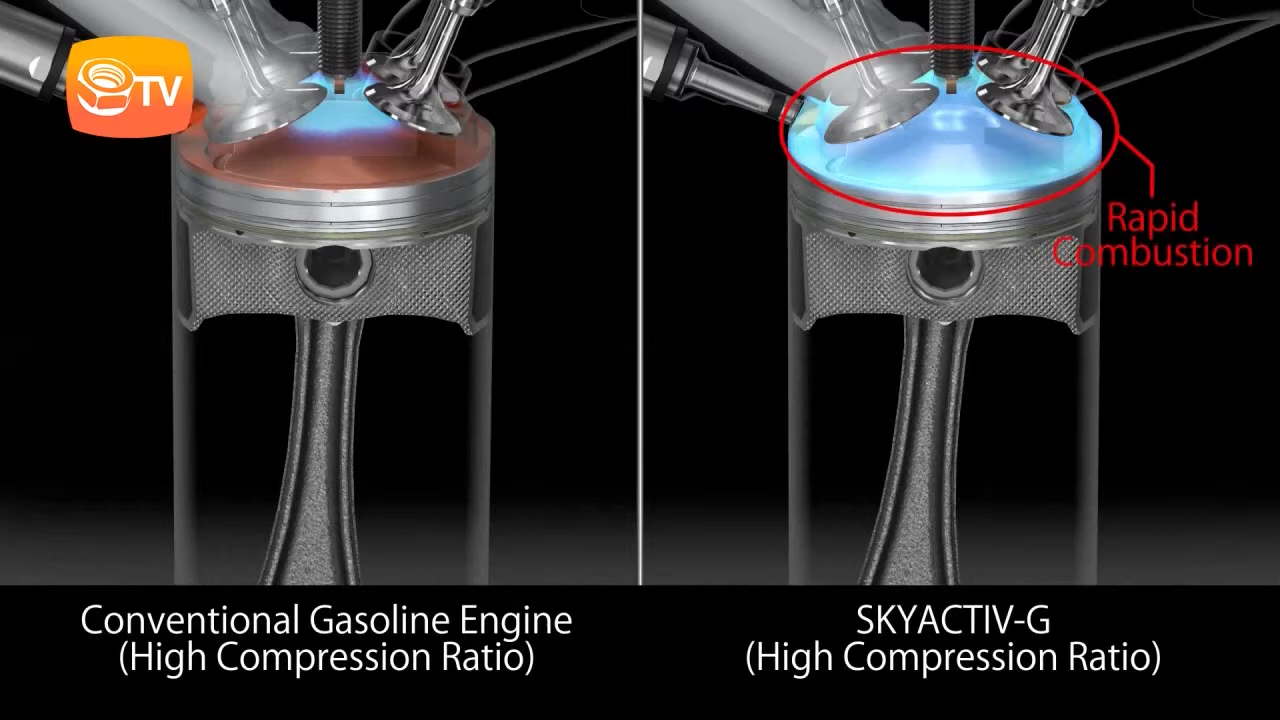 TV
Rapid
Combustion
Conventional Gasoline Engine
(High Compression Ratio)
SKYACTIV-G
(High Compression Ratio)